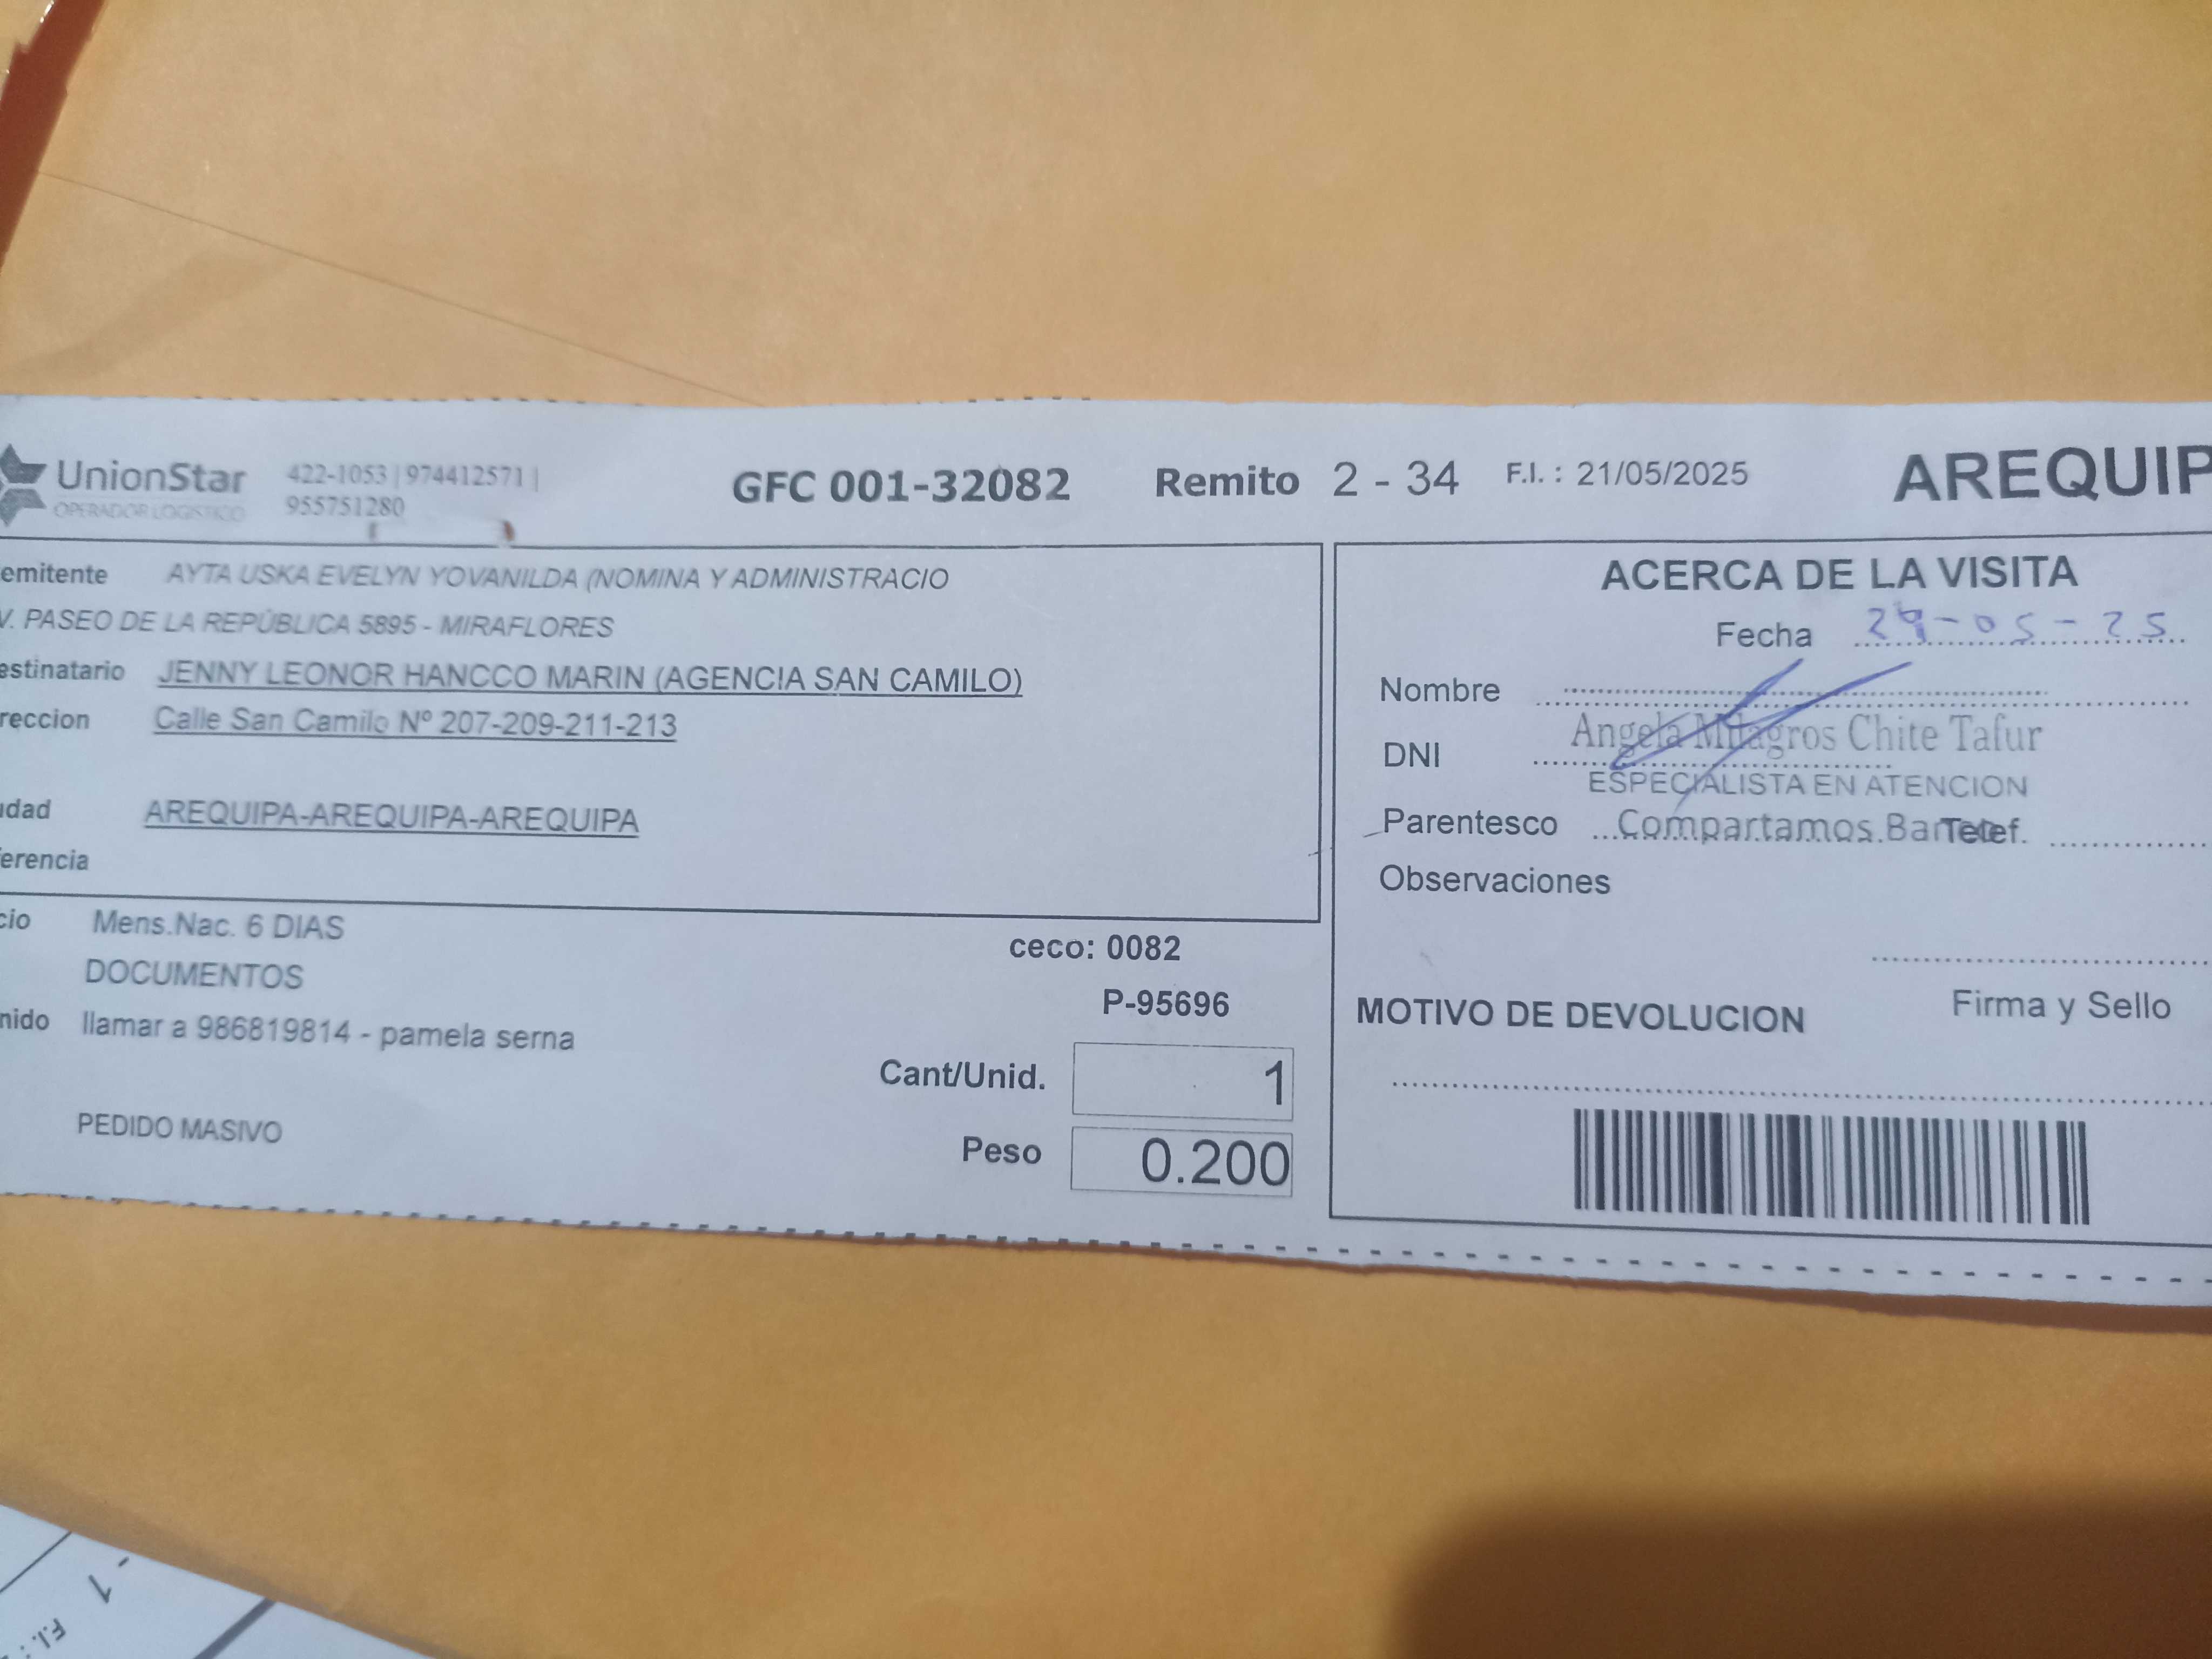 UnionStar
OPERADOR LOGISTICO
422-1053 | 974412571 |
955751280
GFC 001-32082
Remito 2 - 34
F.I. : 21/05/2025
AREQUIP
emitente AYTA USKA EVELYN YOVANILDA (NOMINA Y ADMINISTRACIO
V. PASEO DE LA REPÚBLICA 5895 - MIRAFLORES
estinatario JENNY LEONOR HANCCO MARIN (AGENCIA SAN CAMILO)
reccion Calle San Camilo Nº 207-209-211-213
dad AREQUIPA-AREQUIPA-AREQUIPA
erencia
cio Mens.Nac. 6 DIAS
DOCUMENTOS
nido llamar a 986819814 - pamela serna
PEDIDO MASIVO
ceco: 0082
P-95696
Cant/Unid. 1
Peso 0.200
ACERCA DE LA VISITA
Fecha 29-05-25
Nombre
Angela Milagros Chite Tafur
DNI
ESPECIALISTA EN ATENCION
Parentesco Compartamos Banco Telef.
Observaciones
Firma y Sello
MOTIVO DE DEVOLUCION
- 1
F.I. :